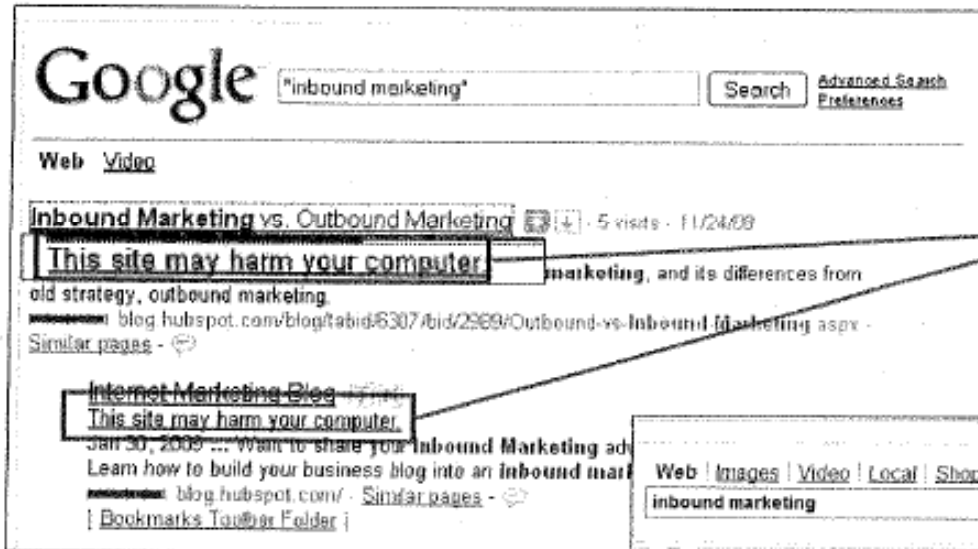 Google "inbound marketing" Search Advanced Search
Preferences
Web Video
Inbound Marketing vs. Outbound Marketing 5 visits - 11/24/08
This site may harm your computer. marketing, and its differences from
old strategy, outbound marketing.
blog.hubspot.com/blog/tabid/6307/bid/2989/Outbound-vs-Inbound-Marketing.aspx -
Similar pages -
Internet Marketing Blog
This site may harm your computer.
Jan 30, 2009 ... Want to share your Inbound Marketing adv
Learn how to build your business blog into an inbound mark
blog.hubspot.com/ - Similar pages -
[ Bookmarks Toolbar Folder ]
Web Images Video Local Shop
inbound marketing